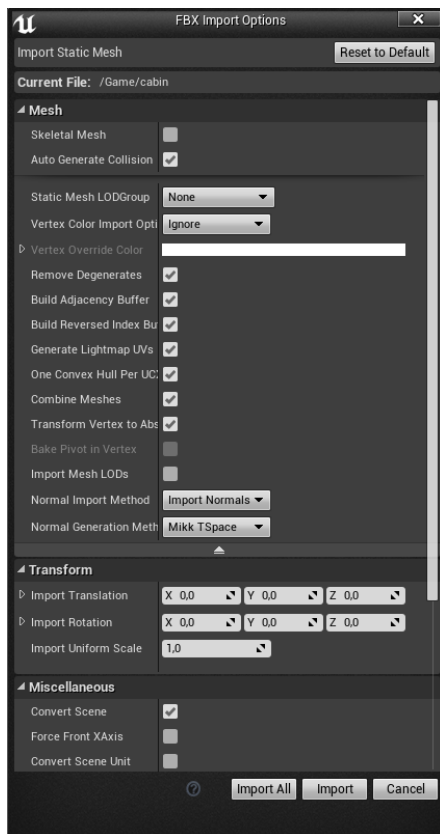 FBX Import Options
Import Static Mesh Reset to Default
Current File: /Game/cabin
Mesh
Skeletal Mesh
Auto Generate Collision
Static Mesh LODGroup None
Vertex Color Import Opti Ignore
Vertex Override Color
Remove Degenerates
Build Adjacency Buffer
Build Reversed Index Bu
Generate Lightmap UVs
One Convex Hull Per UC
Combine Meshes
Transform Vertex to Abs
Bake Pivot in Vertex
Import Mesh LODs
Normal Import Method Import Normals
Normal Generation Meth Mikk TSpace
Transform
Import Translation X 0,0 Y 0,0 Z 0,0
Import Rotation X 0,0 Y 0,0 Z 0,0
Import Uniform Scale 1,0
Miscellaneous
Convert Scene
Force Front XAxis
Convert Scene Unit
? Import All Import Cancel